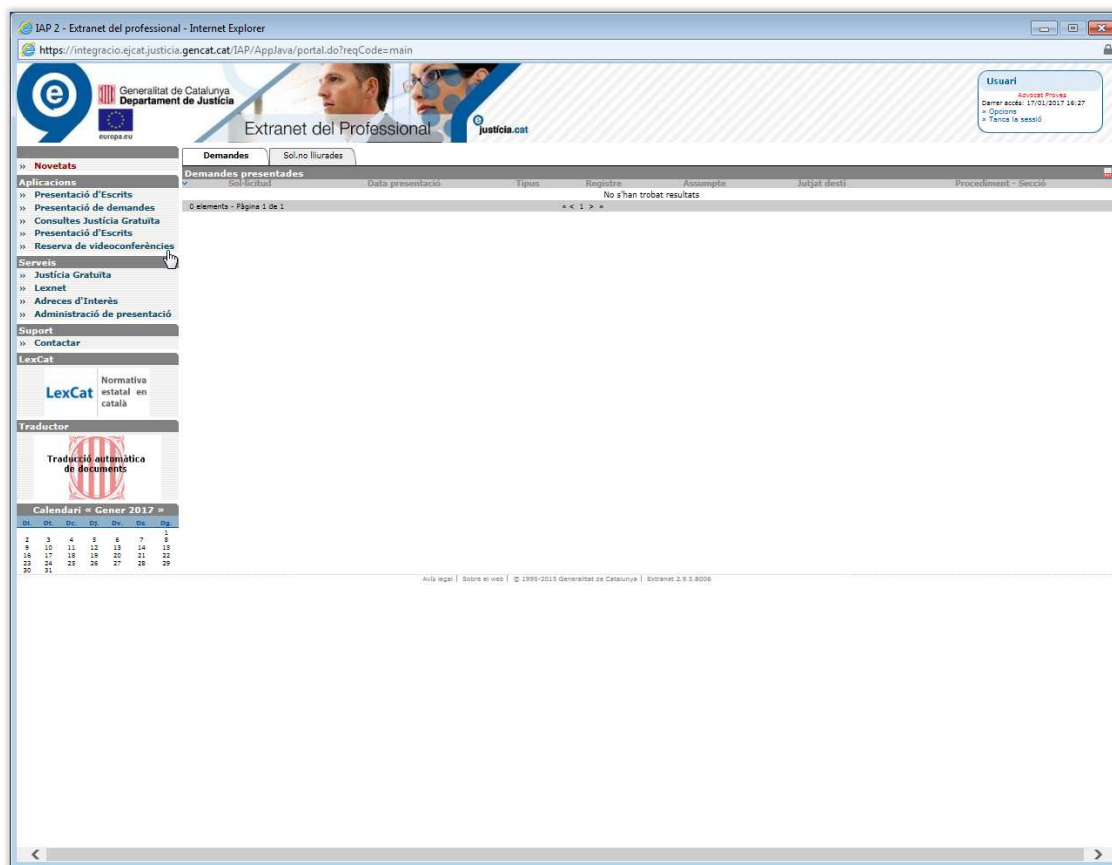 IAP 2 - Extranet del professional - Internet Explorer
https://integracio.ejcat.justicia.gencat.cat/IAP/AppJava/portal.do?reqCode=main
e
Generalitat de Catalunya
Departament de Justícia
europa.eu
Extranet del Professional
e justícia.cat
Usuari
Advocat Proves
Darrer accés: 17/01/2017 16:27
» Opcions
» Tanca la sessió
» Novetats
Aplicacions
» Presentació d'Escrits
» Presentació de demandes
» Consultes Justícia Gratuïta
» Presentació d'Escrits
» Reserva de videoconferències
Serveis
» Justícia Gratuïta
» Lexnet
» Adreces d'Interès
» Administració de presentació
Suport
» Contactar
LexCat
LexCat
Normativa
estatal en
català
Traductor
Traducció automàtica
de documents
Calendari « Gener 2017 »
Dl. Dt. Dc. Dj. Dv. Ds. Dg.
1
2 3 4 5 6 7 8
9 10 11 12 13 14 15
16 17 18 19 20 21 22
23 24 25 26 27 28 29
30 31
Demandes Sol.no lliurades
Demandes presentades
Sol·licitud Data presentació Tipus Registre Assumpte Jutjat destí Procediment - Secció
No s'han trobat resultats
0 elements - Pàgina 1 de 1 « < 1 > »
Avís legal | Sobre el web | © 1995-2015 Generalitat de Catalunya | Extranet 2.9.5.8006